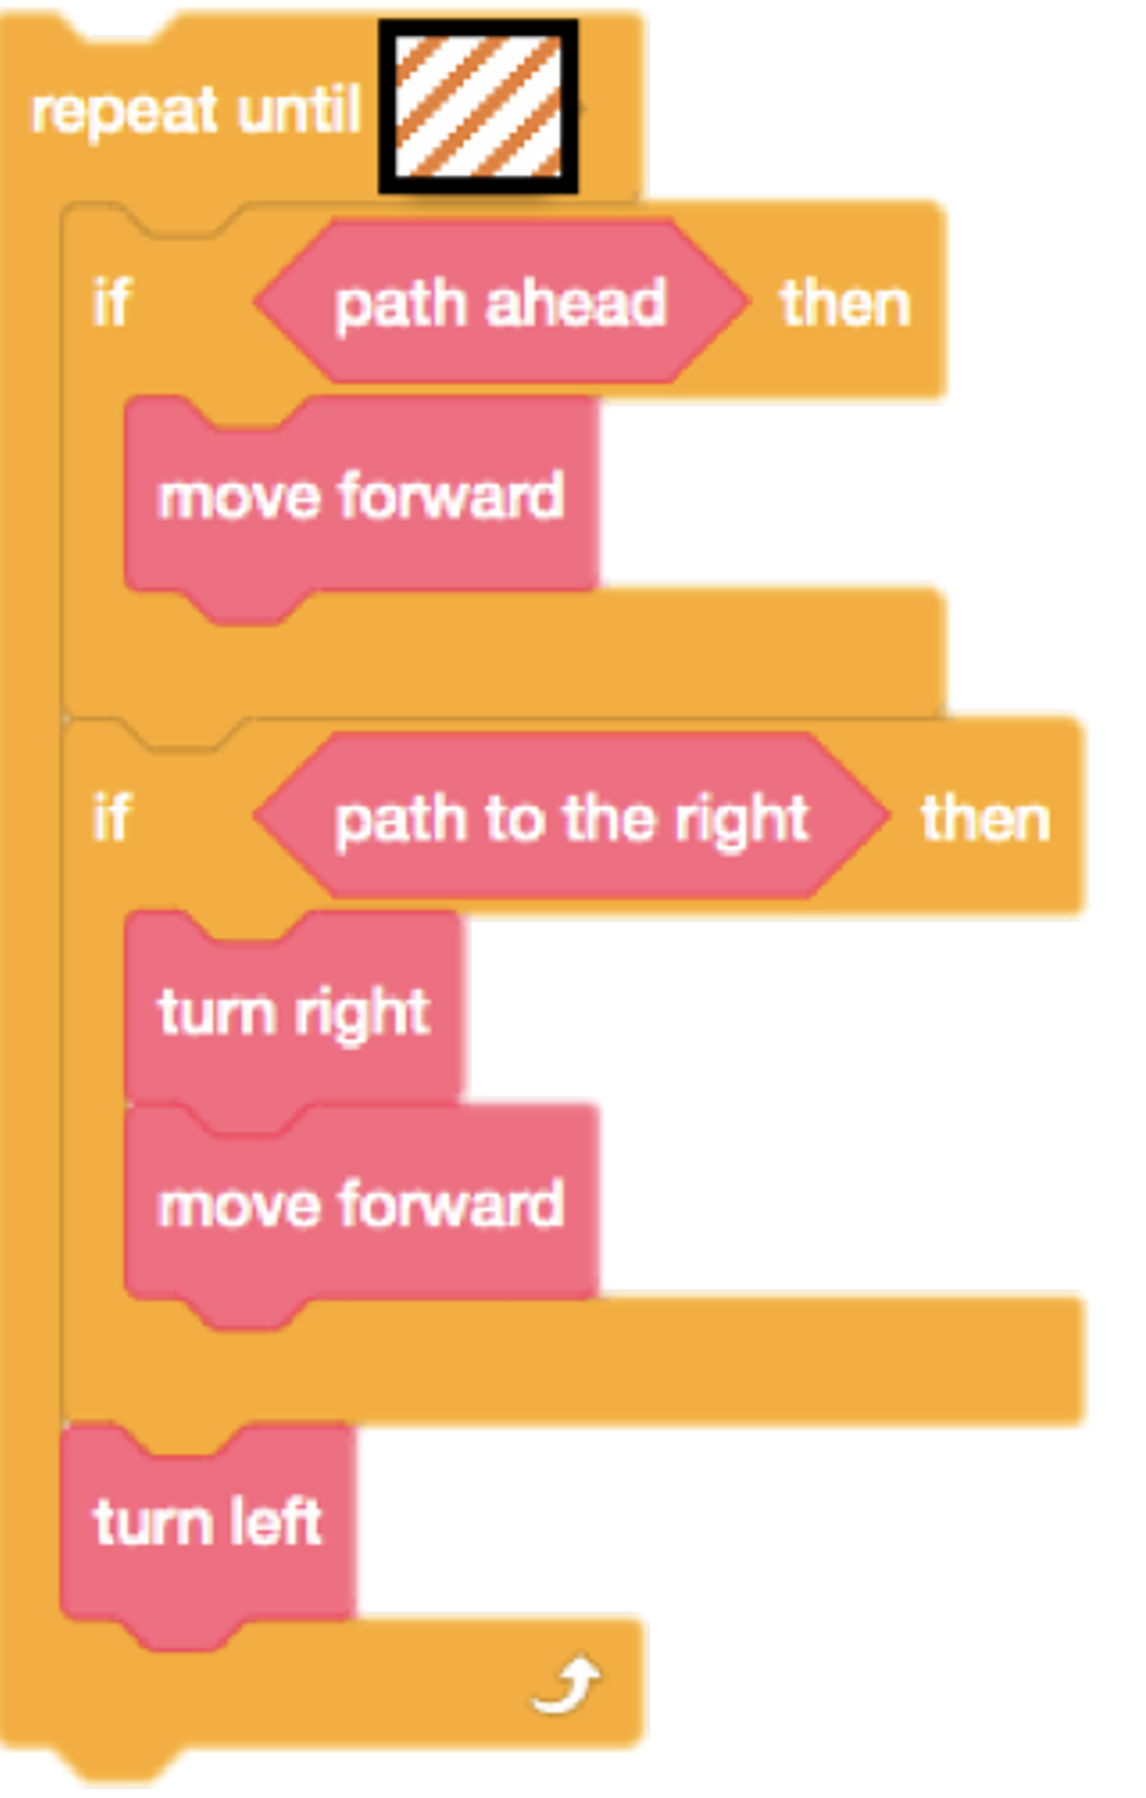 repeat until
if path ahead then
move forward
if path to the right then
turn right
move forward
turn left